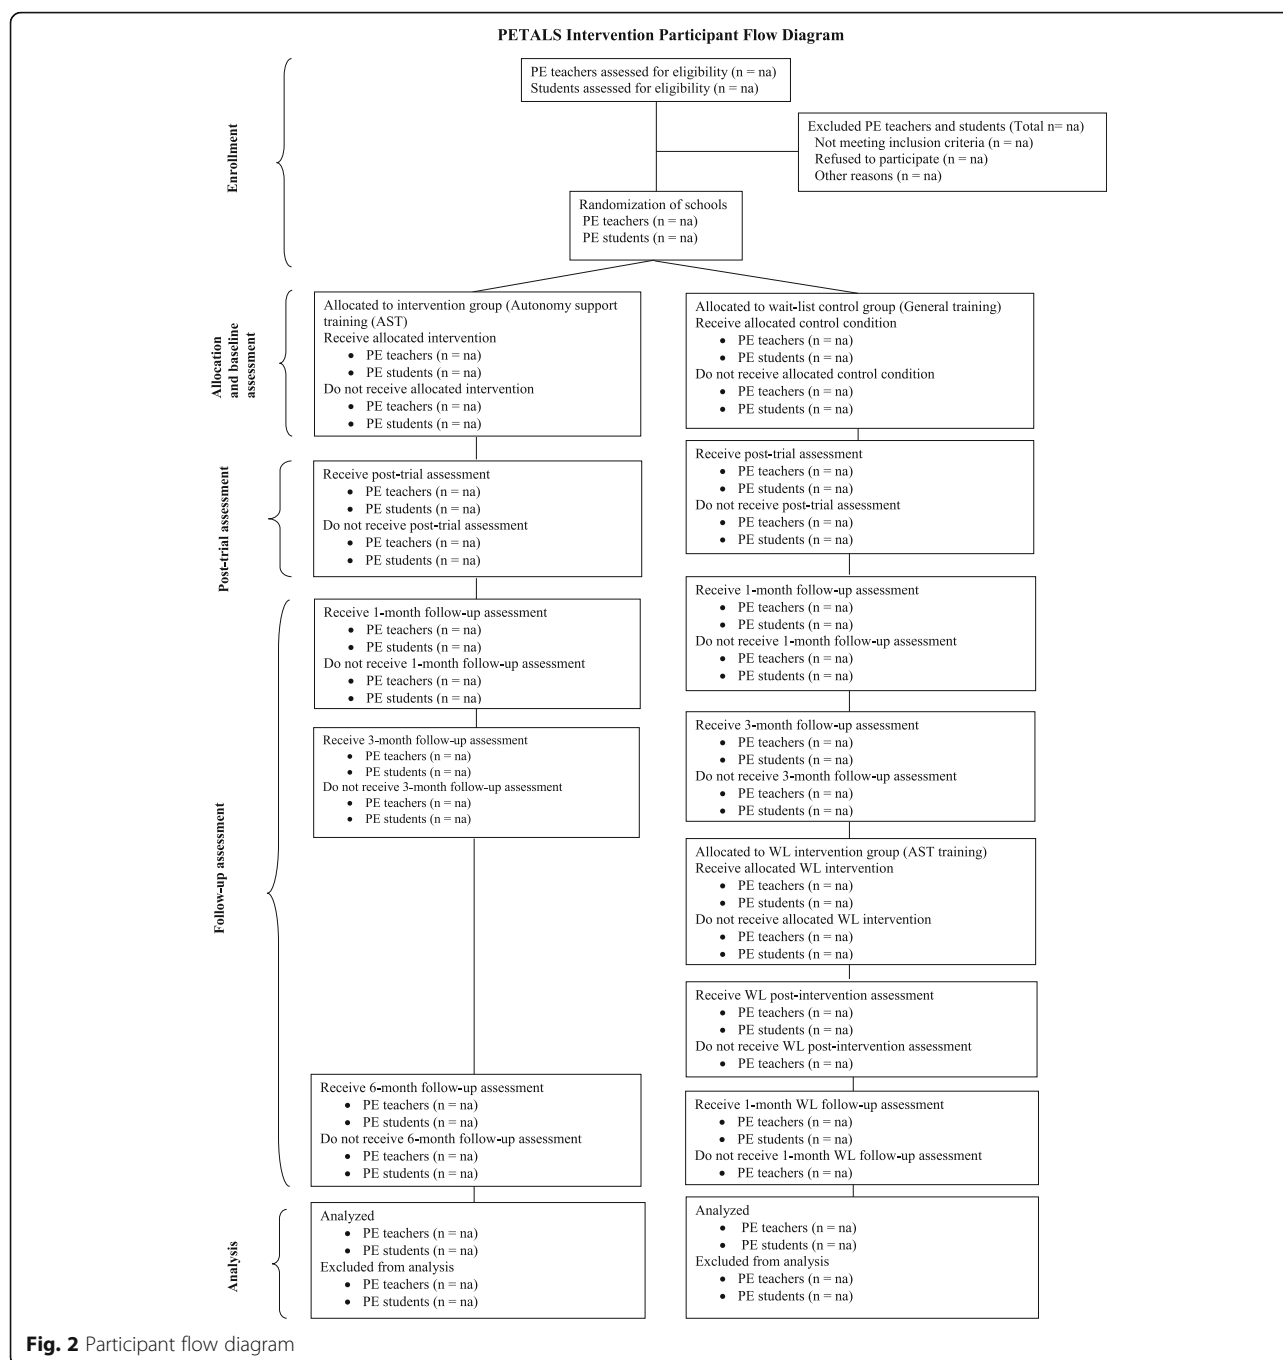 PETALS Intervention Participant Flow Diagram
PE teachers assessed for eligibility (n = na)
Students assessed for eligibility (n = na)
Excluded PE teachers and students (Total n= na)
Not meeting inclusion criteria (n = na)
Refused to participate (n = na)
Other reasons (n = na)
Enrollment
Randomization of schools
PE teachers (n = na)
PE students (n = na)
Allocation
and baseline
assessment
Allocated to intervention group (Autonomy support
training (AST)
Receive allocated intervention
• PE teachers (n = na)
• PE students (n = na)
Do not receive allocated intervention
• PE teachers (n = na)
• PE students (n = na)
Allocated to wait-list control group (General training)
Receive allocated control condition
• PE teachers (n = na)
• PE students (n = na)
Do not receive allocated control condition
• PE teachers (n = na)
• PE students (n = na)
Post-trial assessment
Receive post-trial assessment
• PE teachers (n = na)
• PE students (n = na)
Do not receive post-trial assessment
• PE teachers (n = na)
• PE students (n = na)
Receive post-trial assessment
• PE teachers (n = na)
• PE students (n = na)
Do not receive post-trial assessment
• PE teachers (n = na)
• PE students (n = na)
Follow-up assessment
Receive 1-month follow-up assessment
• PE teachers (n = na)
• PE students (n = na)
Do not receive 1-month follow-up assessment
• PE teachers (n = na)
• PE students (n = na)
Receive 1-month follow-up assessment
• PE teachers (n = na)
• PE students (n = na)
Do not receive 1-month follow-up assessment
• PE teachers (n = na)
• PE students (n = na)
Receive 3-month follow-up assessment
• PE teachers (n = na)
• PE students (n = na)
Do not receive 3-month follow-up assessment
• PE teachers (n = na)
• PE students (n = na)
Receive 3-month follow-up assessment
• PE teachers (n = na)
• PE students (n = na)
Do not receive 3-month follow-up assessment
• PE teachers (n = na)
• PE students (n = na)
Allocated to WL intervention group (AST training)
Receive allocated WL intervention
• PE teachers (n = na)
• PE students (n = na)
Do not receive allocated WL intervention
• PE teachers (n = na)
• PE students (n = na)
Receive WL post-intervention assessment
• PE teachers (n = na)
• PE students (n = na)
Do not receive WL post-intervention assessment
• PE teachers (n = na)
Receive 6-month follow-up assessment
• PE teachers (n = na)
• PE students (n = na)
Do not receive 6-month follow-up assessment
• PE teachers (n = na)
• PE students (n = na)
Receive 1-month WL follow-up assessment
• PE teachers (n = na)
• PE students (n = na)
Do not receive 1-month WL follow-up assessment
• PE teachers (n = na)
Analysis
Analyzed
• PE teachers (n = na)
• PE students (n = na)
Excluded from analysis
• PE teachers (n = na)
• PE students (n = na)
Analyzed
• PE teachers (n = na)
• PE students (n = na)
Excluded from analysis
• PE teachers (n = na)
• PE students (n = na)
Fig. 2 Participant flow diagram